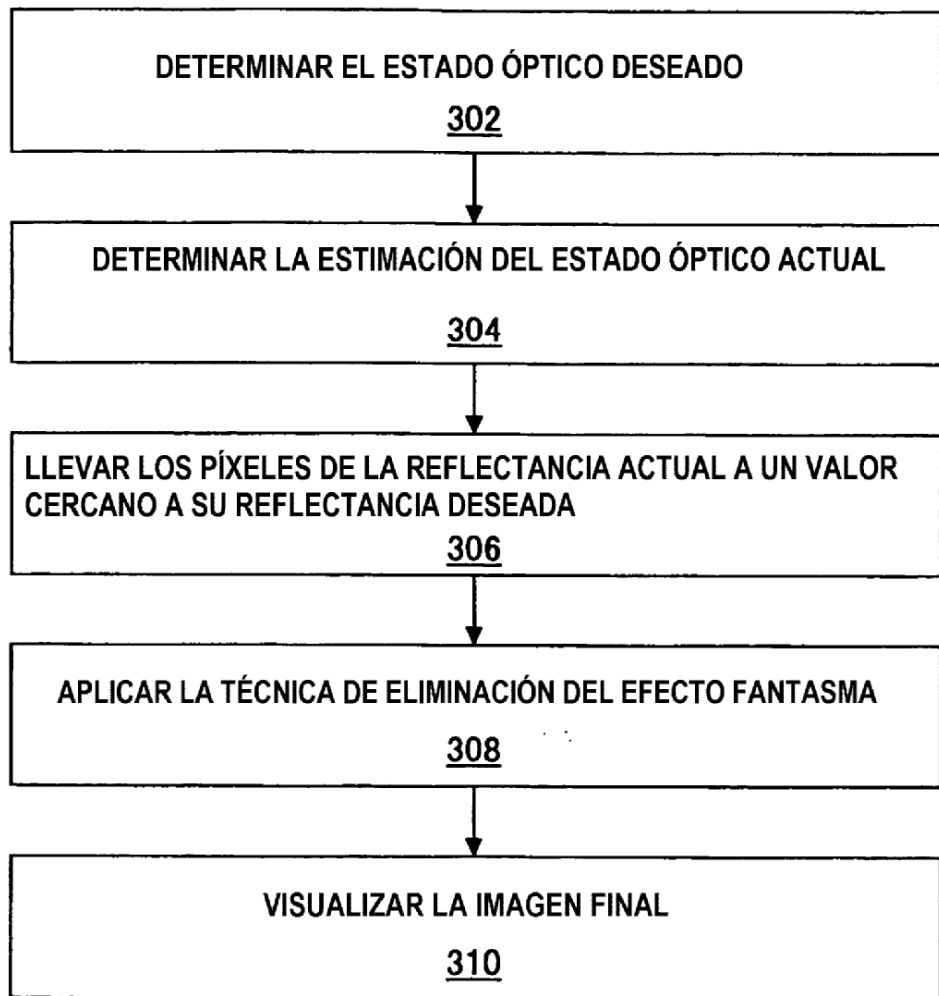 DETERMINAR EL ESTADO ÓPTICO DESEADO
302
DETERMINAR LA ESTIMACIÓN DEL ESTADO ÓPTICO ACTUAL
304
LLEVAR LOS PÍXELES DE LA REFLECTANCIA ACTUAL A UN VALOR
CERCANO A SU REFLECTANCIA DESEADA
306
APLICAR LA TÉCNICA DE ELIMINACIÓN DEL EFECTO FANTASMA
308
VISUALIZAR LA IMAGEN FINAL
310